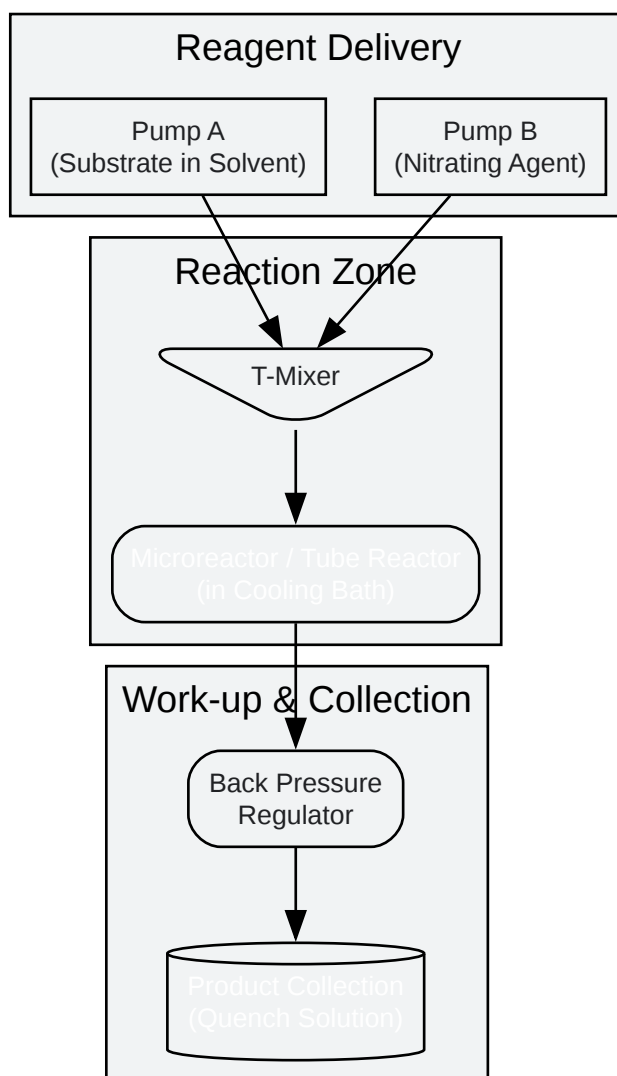 Reagent Delivery
Pump A
(Substrate in Solvent)
Pump B
(Nitrating Agent)
Reaction Zone
T-Mixer
Microreactor / Tube Reactor
(in Cooling Bath)
Work-up & Collection
Back Pressure
Regulator
Product Collection
(Quench Solution)